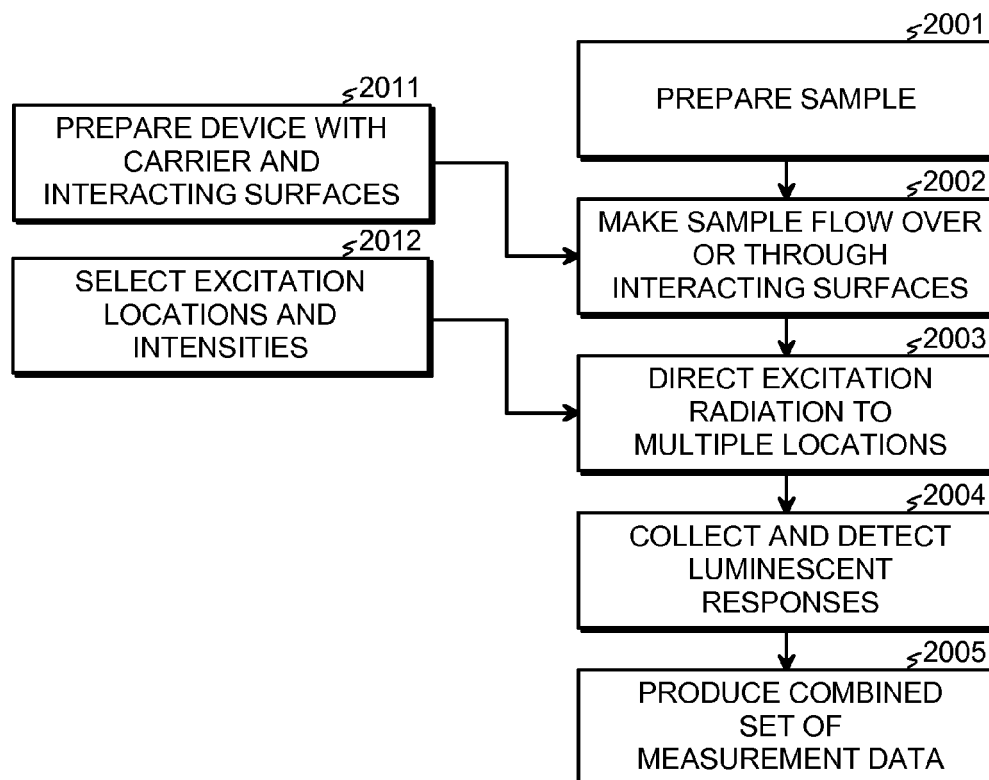 2001
PREPARE SAMPLE
2011
PREPARE DEVICE WITH
CARRIER AND
INTERACTING SURFACES
2002
MAKE SAMPLE FLOW OVER
OR THROUGH
INTERACTING SURFACES
2012
SELECT EXCITATION
LOCATIONS AND
INTENSITIES
2003
DIRECT EXCITATION
RADIATION TO
MULTIPLE LOCATIONS
2004
COLLECT AND DETECT
LUMINESCENT
RESPONSES
2005
PRODUCE COMBINED
SET OF
MEASUREMENT DATA